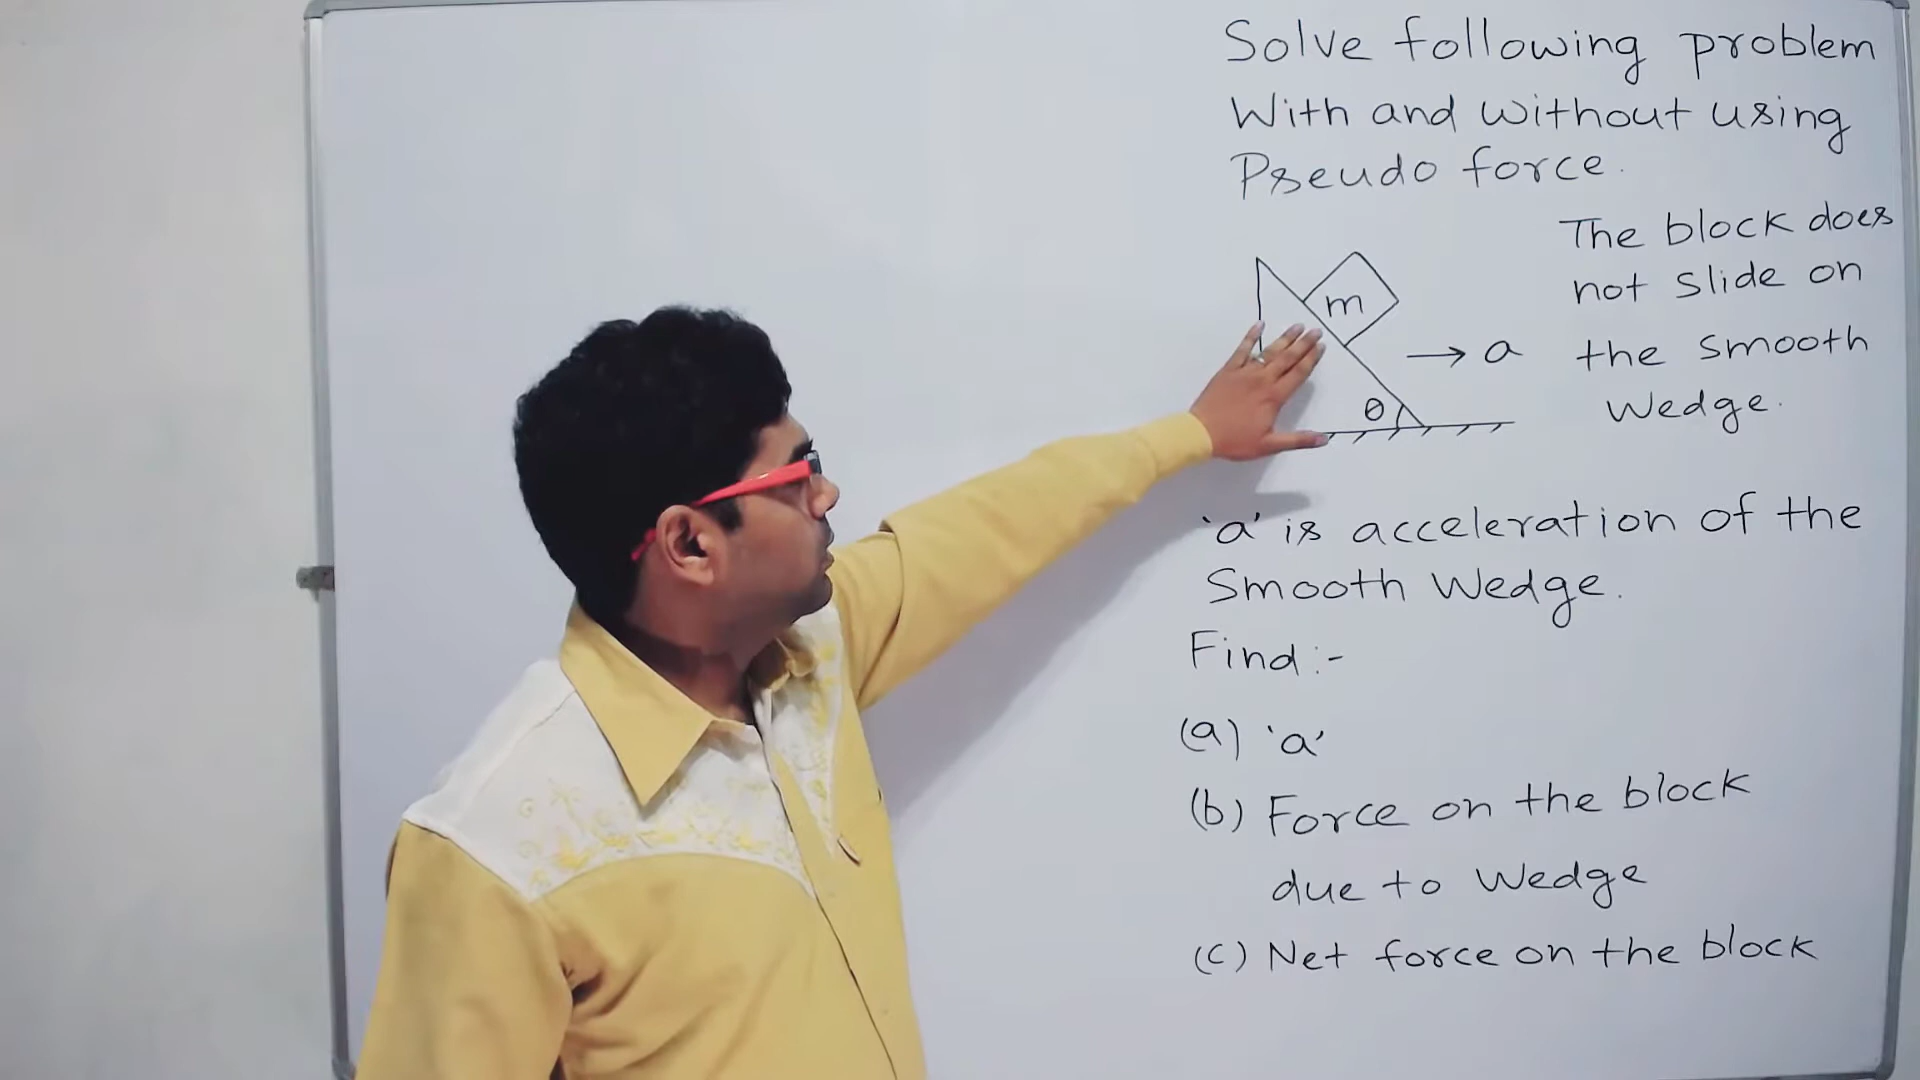 Solve following problem
With and without using
Pseudo force.
The block does
not slide on
the smooth
wedge.
m
→ a
θ
'a' is acceleration of the
Smooth Wedge.
Find :-
(a) 'a'
(b) Force on the block
due to Wedge
(c) Net force on the block